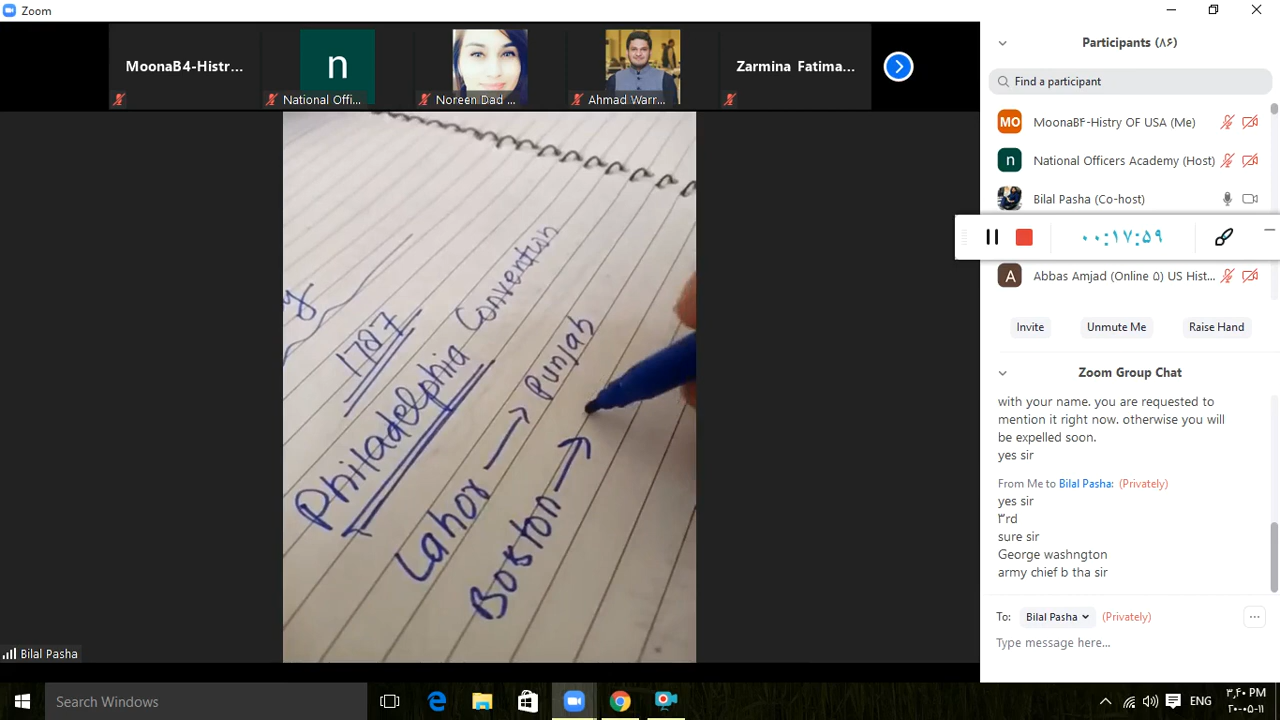 Zoom
MoonaB4-Histr...
n
National Offi...
Noreen Dad ...
Ahmad Warr...
Zarmina Fatima...
1787
Philadelphia Convention
Lahor → Punjab
Boston →
Bilal Pasha
Participants (۸۶)
Find a participant
MO MoonaB۴-Histry OF USA (Me)
n National Officers Academy (Host)
Bilal Pasha (Co-host)
۰۰:۱۷:۵۹
A Abbas Amjad (Online ۵) US Hist...
Invite Unmute Me Raise Hand
Zoom Group Chat
with your name. you are requested to
mention it right now. otherwise you will
be expelled soon.
yes sir
From Me to Bilal Pasha: (Privately)
yes sir
۳rd
sure sir
George washngton
army chief b tha sir
To: Bilal Pasha (Privately)
Type message here...
Search Windows
ENG
۳:۴۰ PM
۲۰۲۰-۰۵-۱۱